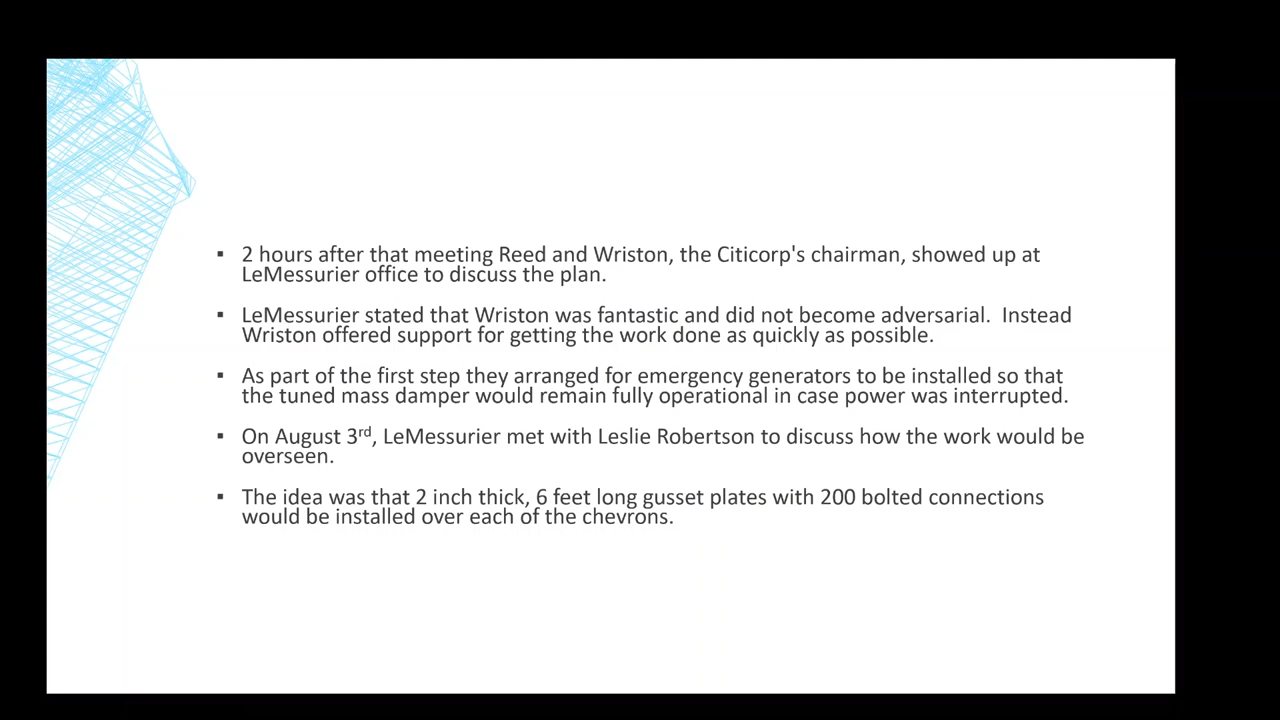 ▪ 2 hours after that meeting Reed and Wriston, the Citicorp's chairman, showed up at
LeMessurier office to discuss the plan.
▪ LeMessurier stated that Wriston was fantastic and did not become adversarial.  Instead
Wriston offered support for getting the work done as quickly as possible.
▪ As part of the first step they arranged for emergency generators to be installed so that
the tuned mass damper would remain fully operational in case power was interrupted.
▪ On August 3rd, LeMessurier met with Leslie Robertson to discuss how the work would be
overseen.
▪ The idea was that 2 inch thick, 6 feet long gusset plates with 200 bolted connections
would be installed over each of the chevrons.